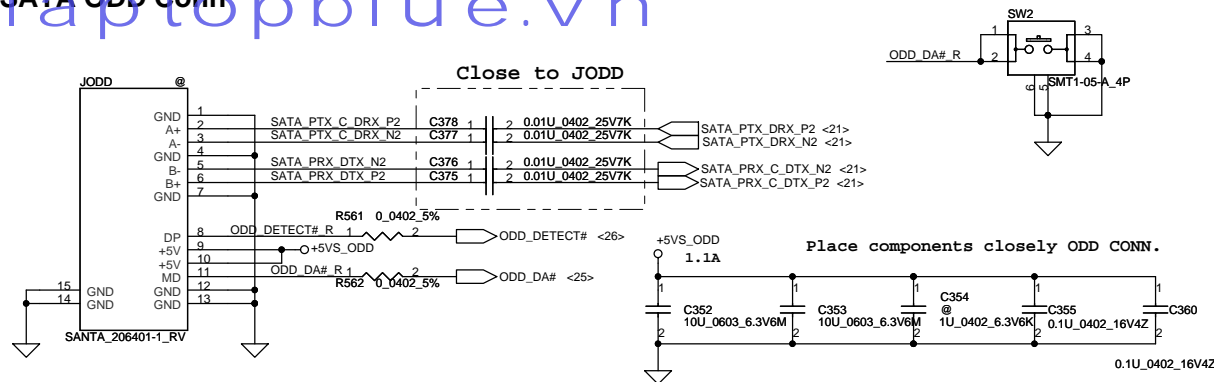 SATA ODD Conn
laptopblue.vn
SW2
1
2
3
4
6
5
ODD_DA#_R
SMT1-05-A_4P
Close to JODD
JODD
@
GND 1
A+ 2
A- 3
GND 4
B- 5
B+ 6
GND 7
DP 8
+5V 9
+5V 10
MD 11
GND 12
GND 13
15 GND
14 GND
SANTA_206401-1_RV
SATA_PTX_C_DRX_P2 C378 1 2 0.01U_0402_25V7K SATA_PTX_DRX_P2 <21>
SATA_PTX_C_DRX_N2 C377 1 2 0.01U_0402_25V7K SATA_PTX_DRX_N2 <21>
SATA_PRX_DTX_N2 C376 1 2 0.01U_0402_25V7K SATA_PRX_C_DTX_N2 <21>
SATA_PRX_DTX_P2 C375 1 2 0.01U_0402_25V7K SATA_PRX_C_DTX_P2 <21>
R561 0_0402_5%
ODD_DETECT#_R 1 2 ODD_DETECT# <26>
+5VS_ODD
ODD_DA#_R 1 2 ODD_DA# <25>
R562 0_0402_5%
+5VS_ODD
1.1A
Place components closely ODD CONN.
1 1 1 1 1
C352
10U_0603_6.3V6M
C353
10U_0603_6.3V6M
C354
@
1U_0402_6.3V6K
C355
0.1U_0402_16V4Z
C360
2 2 2 2 2
0.1U_0402_16V4Z